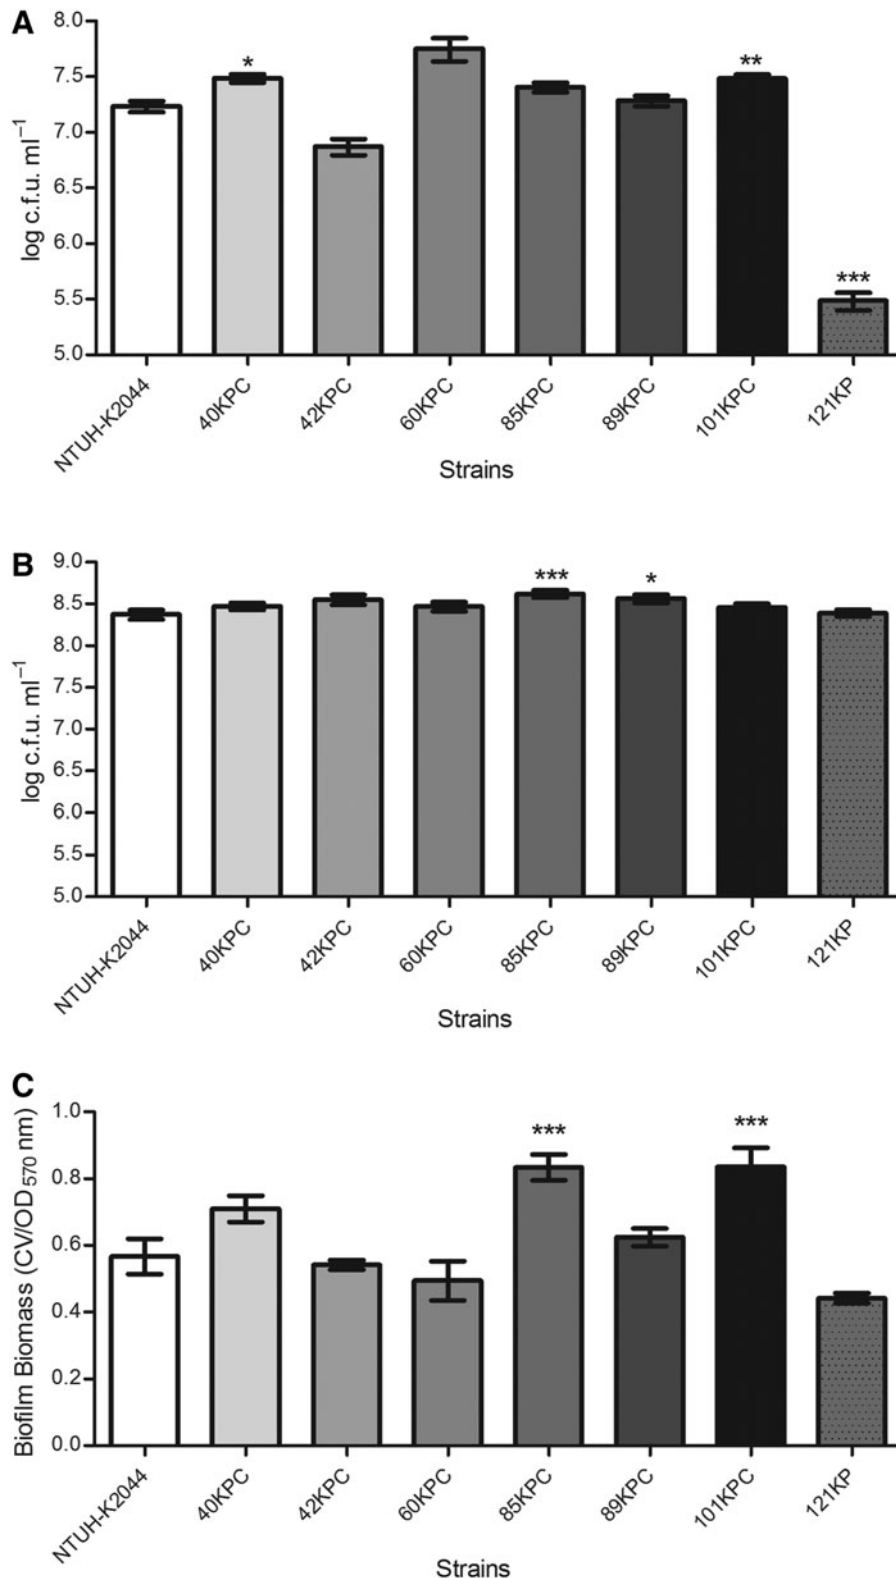 A
8.0
7.5
7.0
6.5
6.0
5.5
5.0
log c.f.u. ml⁻¹
*
**
***
NTUH-K2044
40KPC
42KPC
60KPC
85KPC
89KPC
101KPC
121KP
Strains
B
9.0
8.5
8.0
7.5
7.0
6.5
6.0
5.5
5.0
log c.f.u. ml⁻¹
***
*
NTUH-K2044
40KPC
42KPC
60KPC
85KPC
89KPC
101KPC
121KP
Strains
C
1.0
0.8
0.6
0.4
0.2
0.0
Biofilm Biomass (CV/OD₅₇₀ nm)
***
***
NTUH-K2044
40KPC
42KPC
60KPC
85KPC
89KPC
101KPC
121KP
Strains